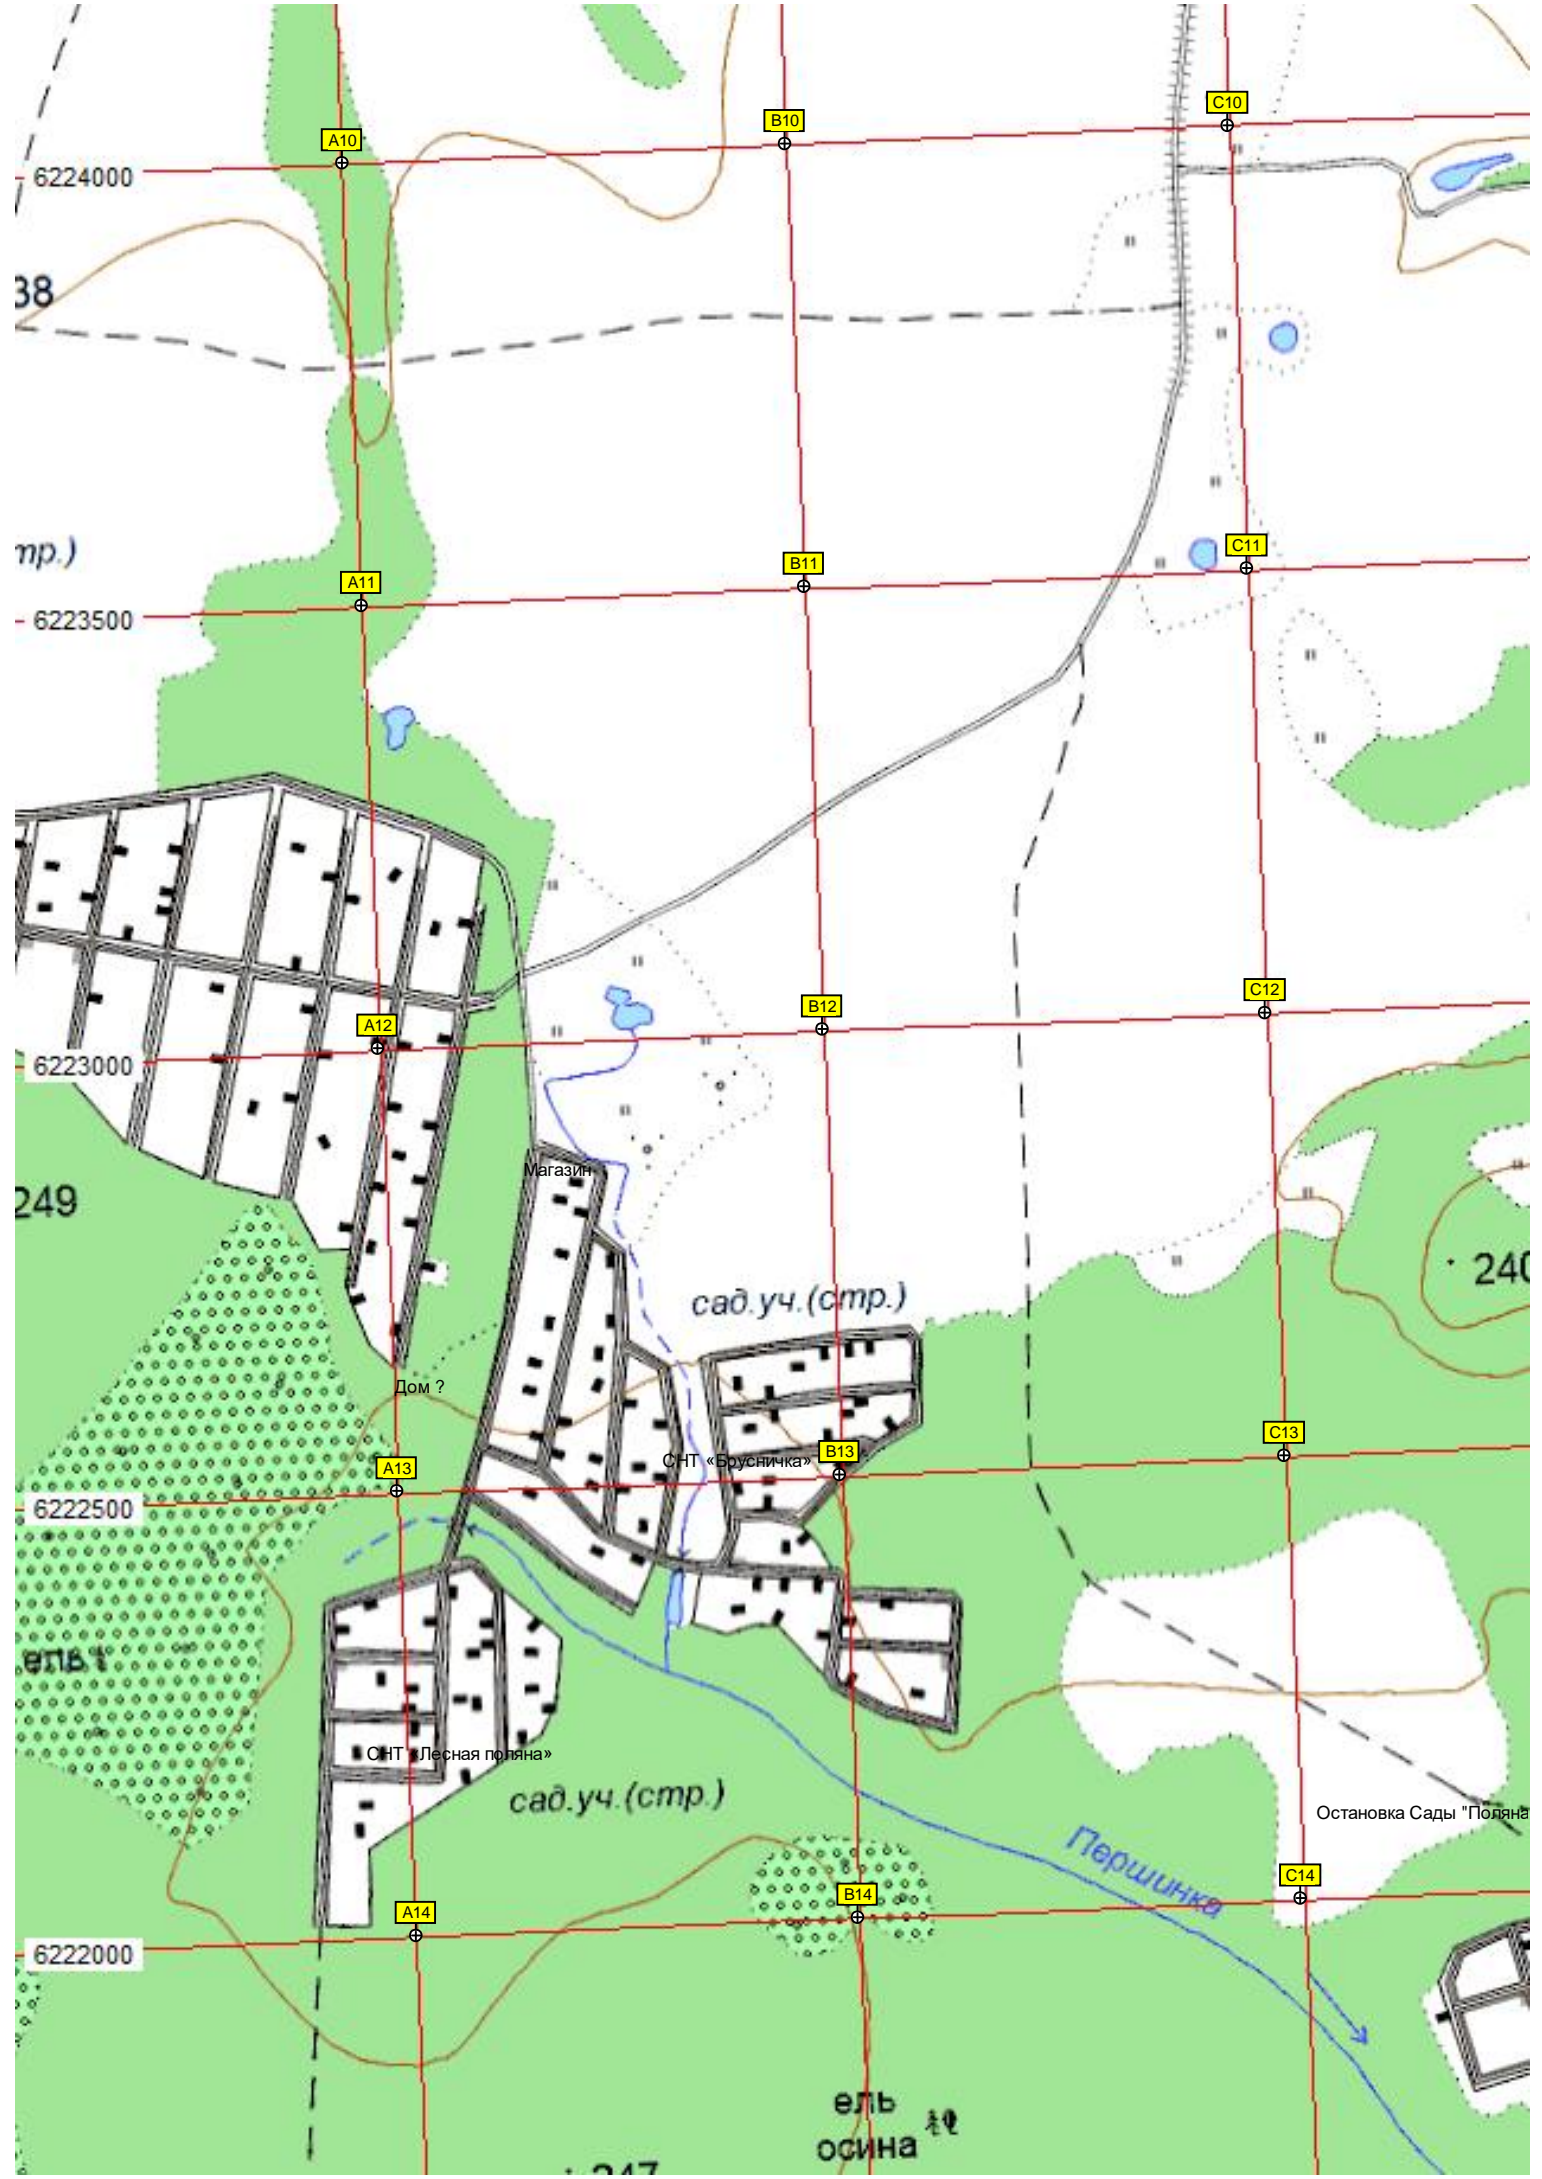 C10
B10
A10
6224000
38
тр.)
C11
B11
A11
6223500
C12
B12
A12
6223000
Магазин
249
240
сад.уч.(стр.)
Дом ?
C13
B13
СНТ «Брусничка»
A13
6222500
ель
СНТ «Лесная поляна»
сад.уч.(стр.)
Остановка Сады "Поляна
Першинка
C14
B14
A14
6222000
ель
осина
247